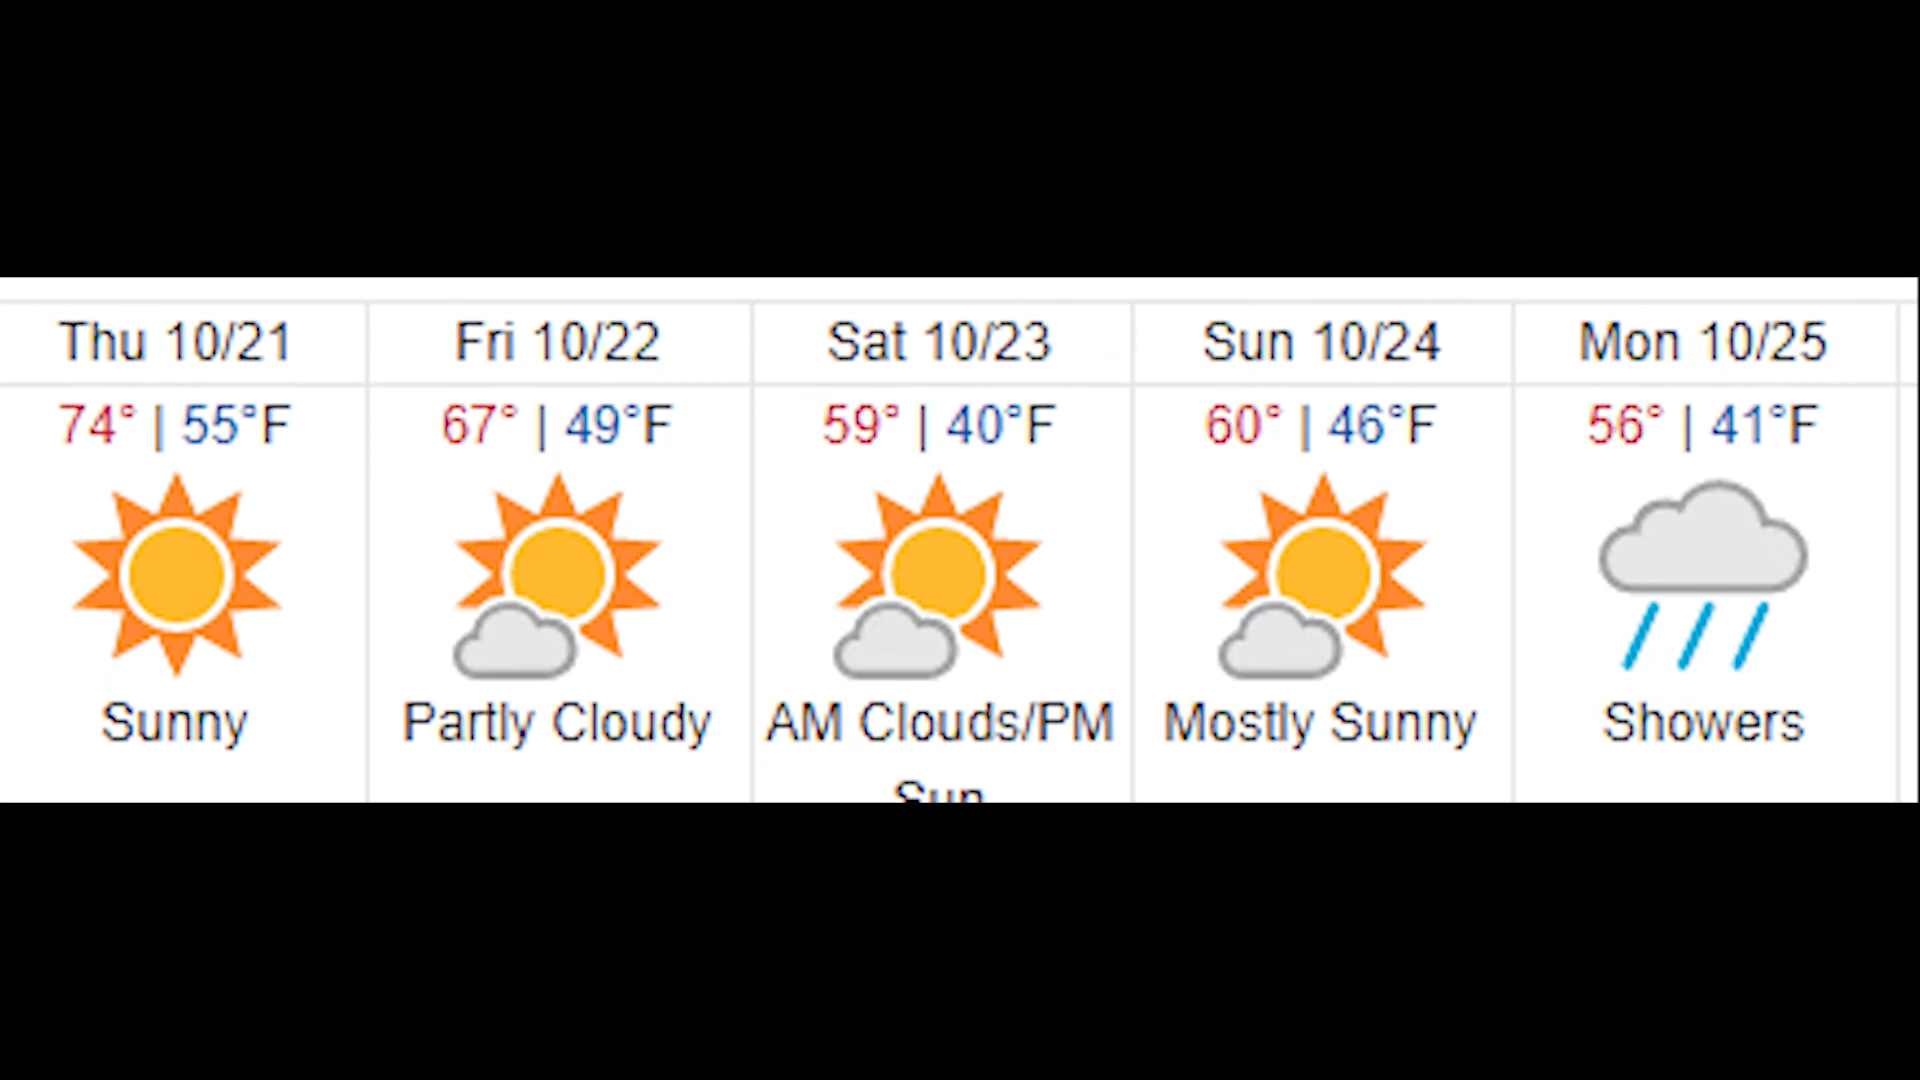 Thu 10/21 Fri 10/22 Sat 10/23 Sun 10/24 Mon 10/25
74° | 55°F 67° | 49°F 59° | 40°F 60° | 46°F 56° | 41°F
Sunny Partly Cloudy AM Clouds/PM Mostly Sunny Showers
Sun